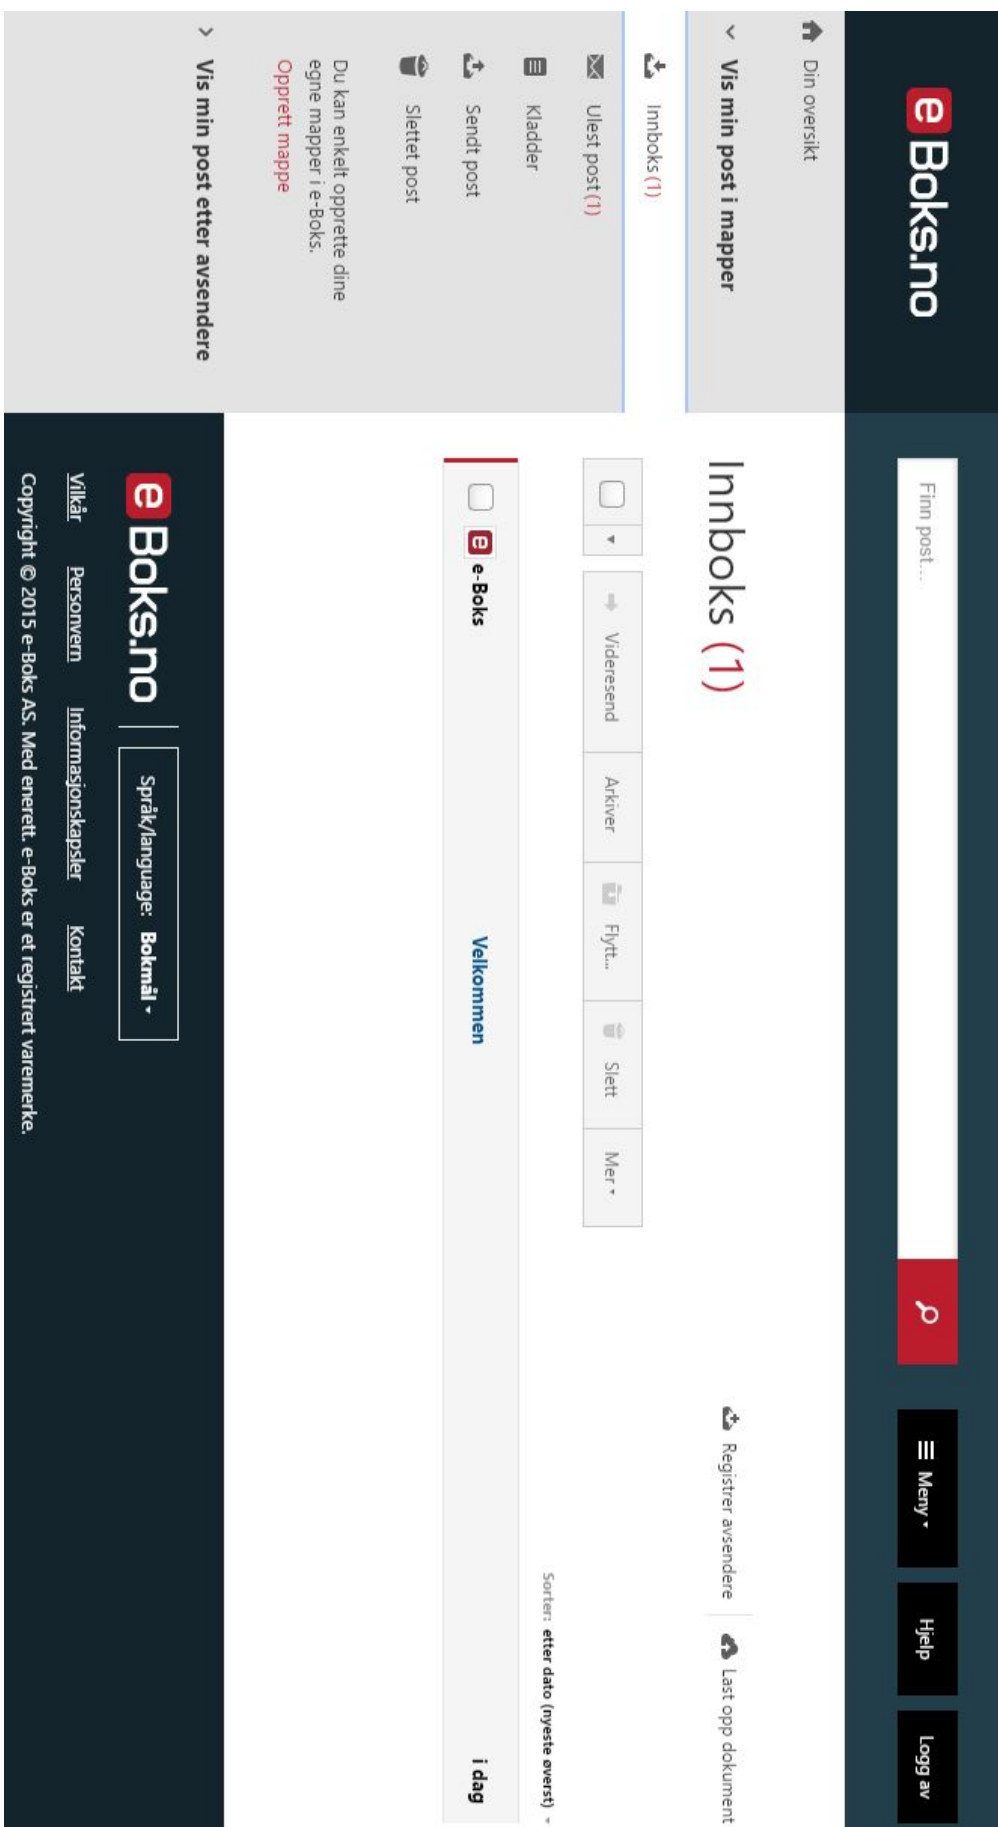 e Boks.no
Finn post...
Meny
Hjelp
Logg av
Din oversikt
Vis min post i mapper
Innboks (1)
Ulest post (1)
Kladder
Sendt post
Slettet post
Du kan enkelt opprette dine
egne mapper i e-Boks.
Opprett mappe
Vis min post etter avsendere
Innboks (1)
Registrer avsendere
Last opp dokument
Videresend
Arkiver
Flytt...
Slett
Mer
Sorter: etter dato (nyeste øverst)
e e-Boks Velkommen i dag
e Boks.no
Språk/language: Bokmål
Vilkår Personvern Informasjonskapsler Kontakt
Copyright © 2015 e-Boks AS. Med enerett. e-Boks er et registrert varemerke.